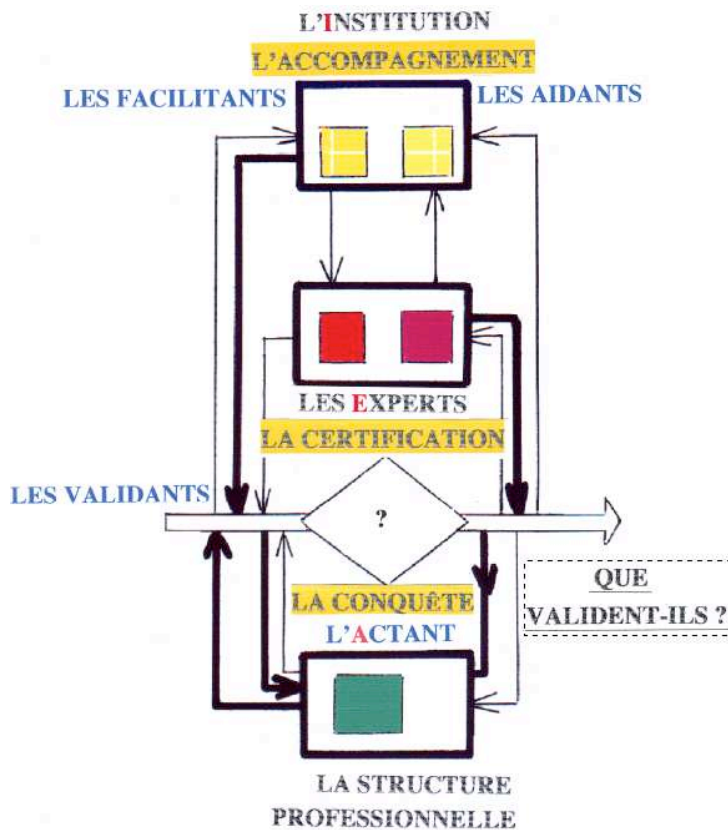 L'INSTITUTION
L'ACCOMPAGNEMENT
LES FACILITANTS
LES AIDANTS
LES EXPERTS
LA CERTIFICATION
LES VALIDANTS
?
QUE
VALIDENT-ILS ?
LA CONQUÊTE
L'ACTANT
LA STRUCTURE
PROFESSIONNELLE